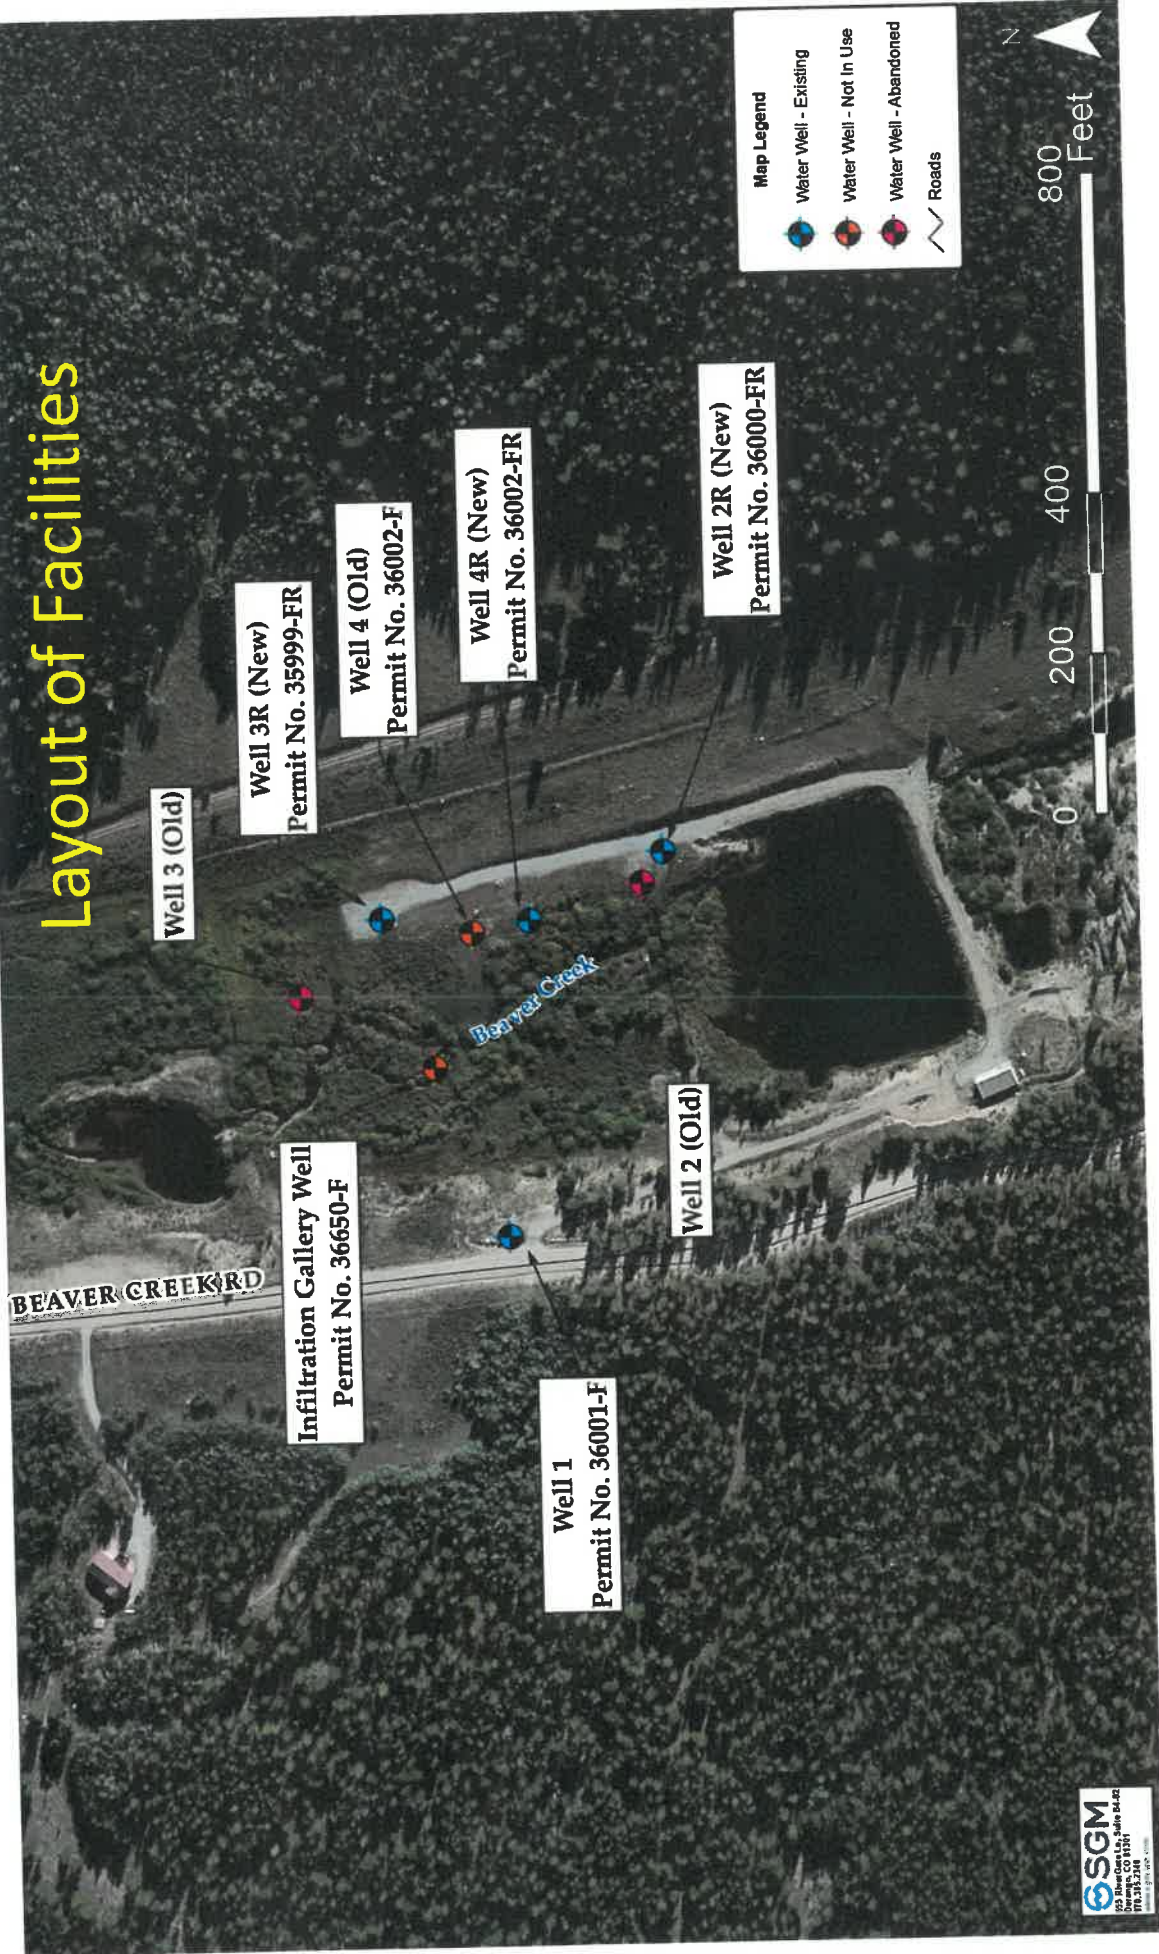 Layout of Facilities
BEAVER CREEK RD
Well 3 (Old)
Well 3R (New)
Permit No. 35999-FR
Infiltration Gallery Well
Permit No. 36650-F
Well 4 (Old)
Permit No. 36002-F
Well 4R (New)
Permit No. 36002-FR
Beaver Creek
Well 1
Permit No. 36001-F
Well 2 (Old)
Well 2R (New)
Permit No. 36000-FR
Map Legend
Water Well - Existing
Water Well - Not In Use
Water Well - Abandoned
Roads
N
0 200 400 800
Feet
SGM
Durango, CO 81301